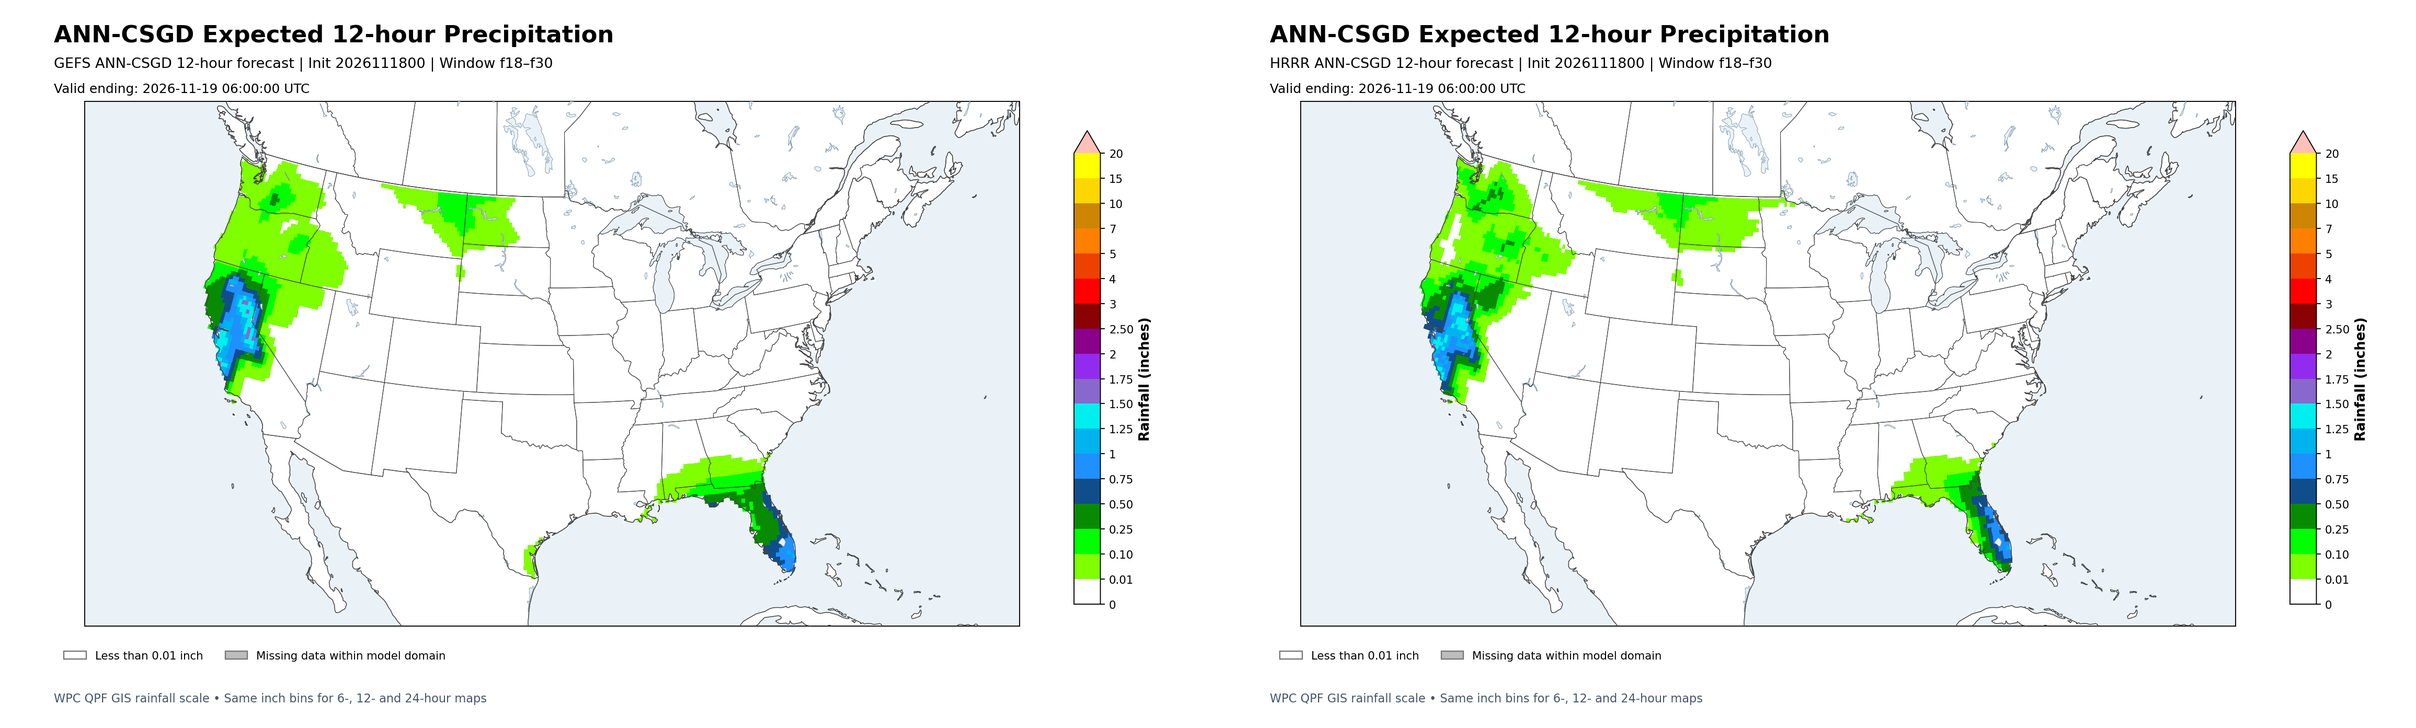 ANN-CSGD Expected 12-hour Precipitation
GEFS ANN-CSGD 12-hour forecast | Init 2026111800 | Window f18–f30
Valid ending: 2026-11-19 06:00:00 UTC
20
15
10
7
5
4
3
2.50
2
1.75
1.50
1.25
1
0.75
0.50
0.25
0.10
0.01
0
Rainfall (inches)
Less than 0.01 inch
Missing data within model domain
WPC QPF GIS rainfall scale • Same inch bins for 6-, 12- and 24-hour maps
ANN-CSGD Expected 12-hour Precipitation
HRRR ANN-CSGD 12-hour forecast | Init 2026111800 | Window f18–f30
Valid ending: 2026-11-19 06:00:00 UTC
20
15
10
7
5
4
3
2.50
2
1.75
1.50
1.25
1
0.75
0.50
0.25
0.10
0.01
0
Rainfall (inches)
Less than 0.01 inch
Missing data within model domain
WPC QPF GIS rainfall scale • Same inch bins for 6-, 12- and 24-hour maps